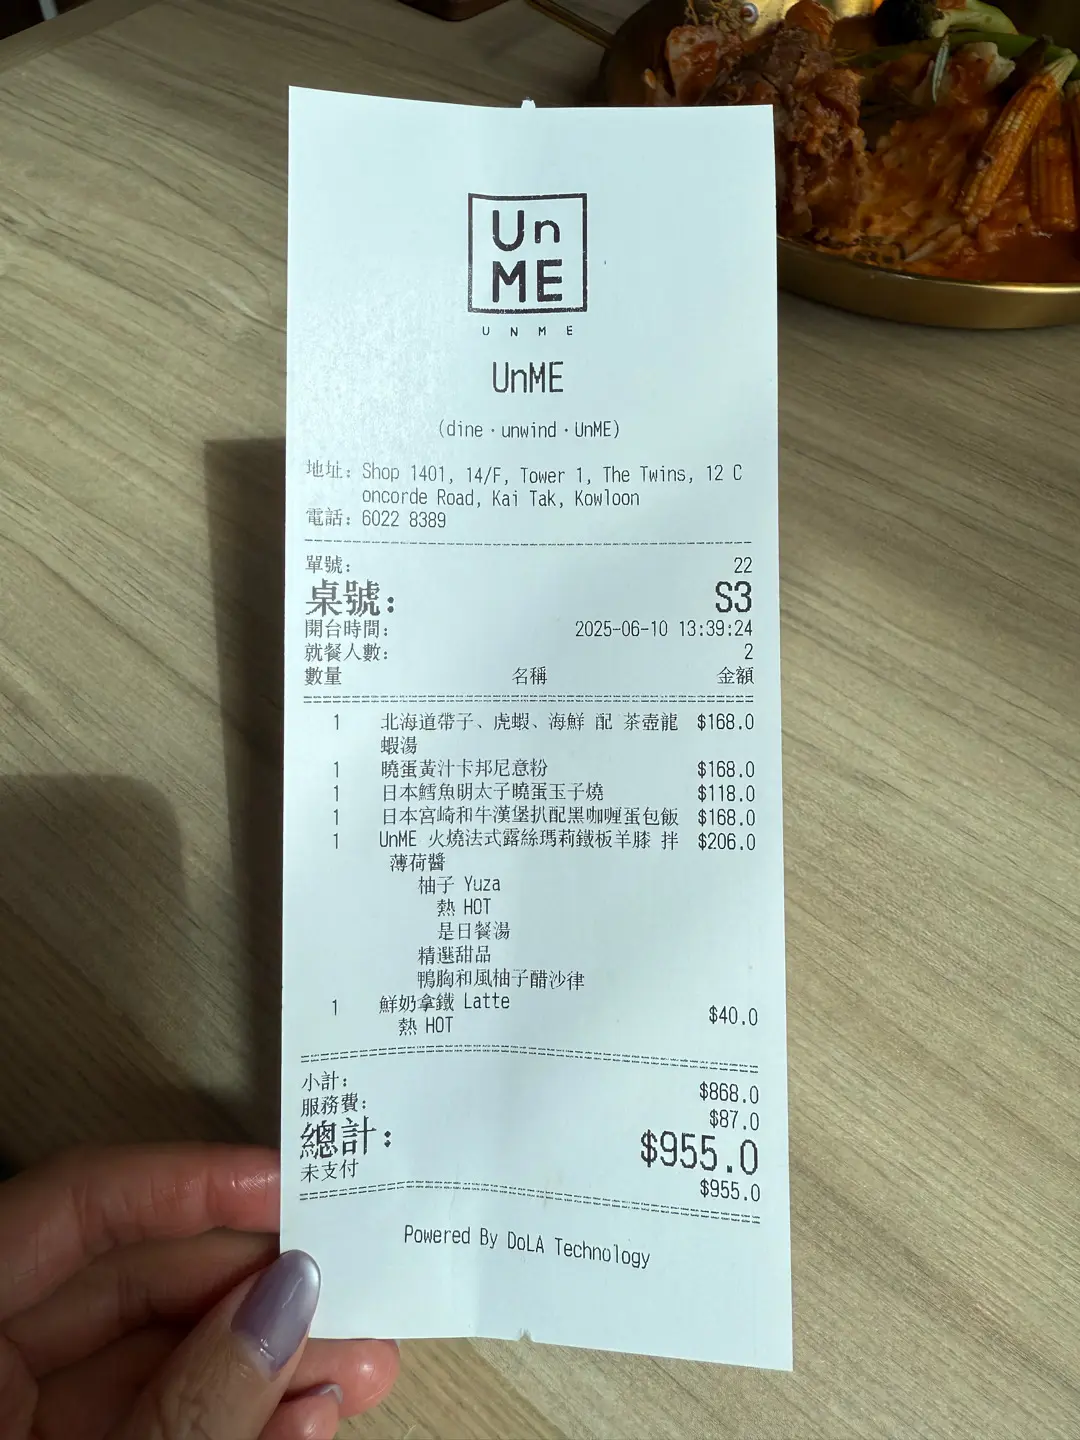 Un
ME
UNME
UnME
(dine · unwind · UnME)
地址: Shop 1401, 14/F, Tower 1, The Twins, 12 C
oncorde Road, Kai Tak, Kowloon
電話: 6022 8389
單號: 22
桌號: S3
開台時間: 2025-06-10 13:39:24
就餐人數: 2
數量 名稱 金額
1 北海道帶子、虎蝦、海鮮 配 茶壺龍 $168.0
蝦湯
1 曉蛋黃汁卡邦尼意粉 $168.0
1 日本鱈魚明太子曉蛋玉子燒 $118.0
1 日本宮崎和牛漢堡扒配黑咖喱蛋包飯 $168.0
1 UnME 火燒法式露絲瑪莉鐵板羊膝 拌 $206.0
薄荷醬
柚子 Yuza
熱 HOT
是日餐湯
精選甜品
鴨胸和風柚子醋沙律
1 鮮奶拿鐵 Latte $40.0
熱 HOT
小計: $868.0
服務費: $87.0
總計: $955.0
未支付 $955.0
Powered By DoLA Technology